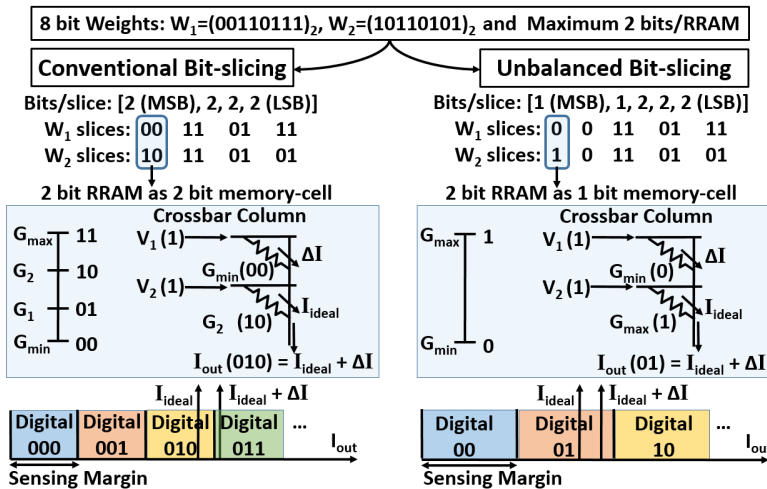 8 bit Weights: W1=(00110111)2, W2=(10110101)2 and Maximum 2 bits/RRAM
Conventional Bit-slicing
Bits/slice: [2 (MSB), 2, 2, 2 (LSB)]
W1 slices: 00 11 01 11
W2 slices: 10 11 01 01
2 bit RRAM as 2 bit memory-cell
Crossbar Column
Gmax 11
G2 10
G1 01
Gmin 00
V1 (1)
ΔI
Gmin (00)
V2 (1)
Iideal
G2 (10)
Iout (010) = Iideal + ΔI
Iideal
Iideal + ΔI
Digital 000
Digital 001
Digital 010
Digital 011
...
Iout
Sensing Margin
Unbalanced Bit-slicing
Bits/slice: [1 (MSB), 1, 2, 2, 2 (LSB)]
W1 slices: 0 0 11 01 11
W2 slices: 1 0 11 01 01
2 bit RRAM as 1 bit memory-cell
Crossbar Column
Gmax 1
Gmin 0
V1 (1)
ΔI
Gmin (0)
V2 (1)
Iideal
Gmax (1)
Iout (01) = Iideal + ΔI
Iideal
Iideal + ΔI
Digital 00
Digital 01
Digital 10
...
Iou
Sensing Margin